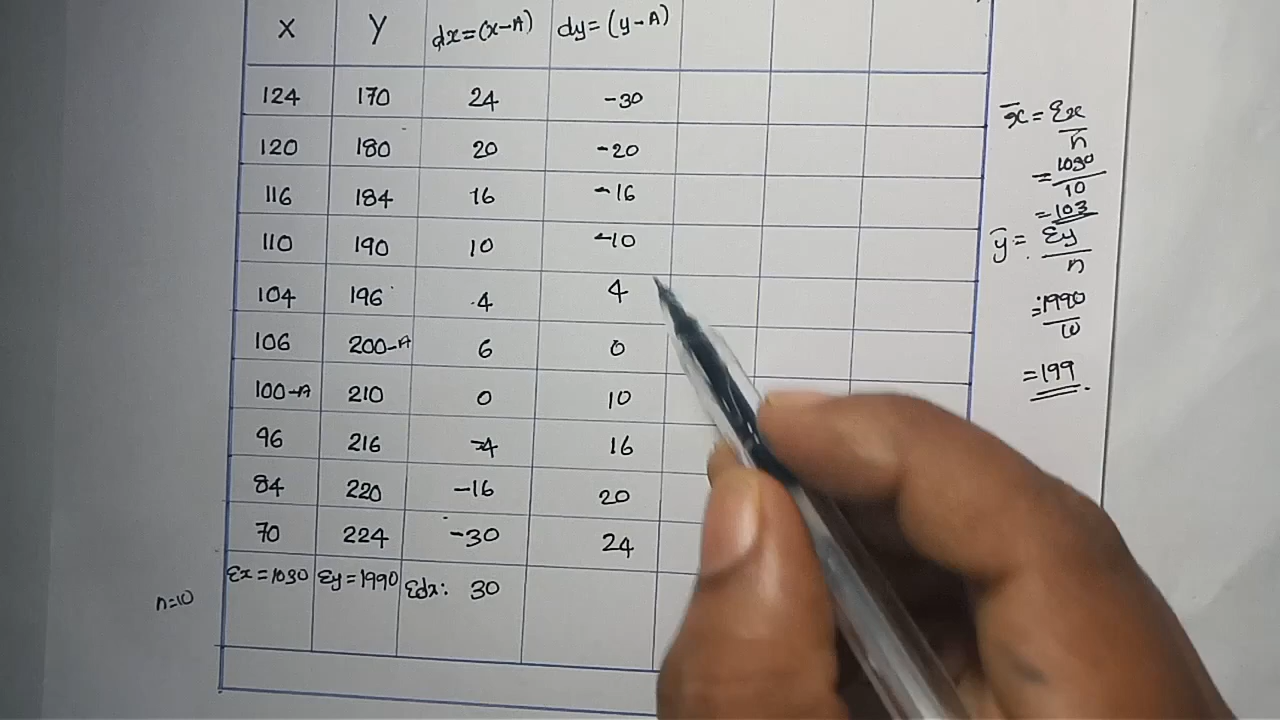 X Y dx=(x-A) dy=(y-A)
124 170 24 -30
120 180 20 -20
116 184 16 -16
110 190 10 -10
104 196 4 4
106 200-A 6 0
100-A 210 0 10
96 216 -4 16
84 220 -16 20
70 224 -30 24
Σx=1030 Σy=1990 Σdx: 30
n=10
x̄ = Σx/n
= 1030/10
= 103
ȳ = Σy/n
= 1990/10
= 199.